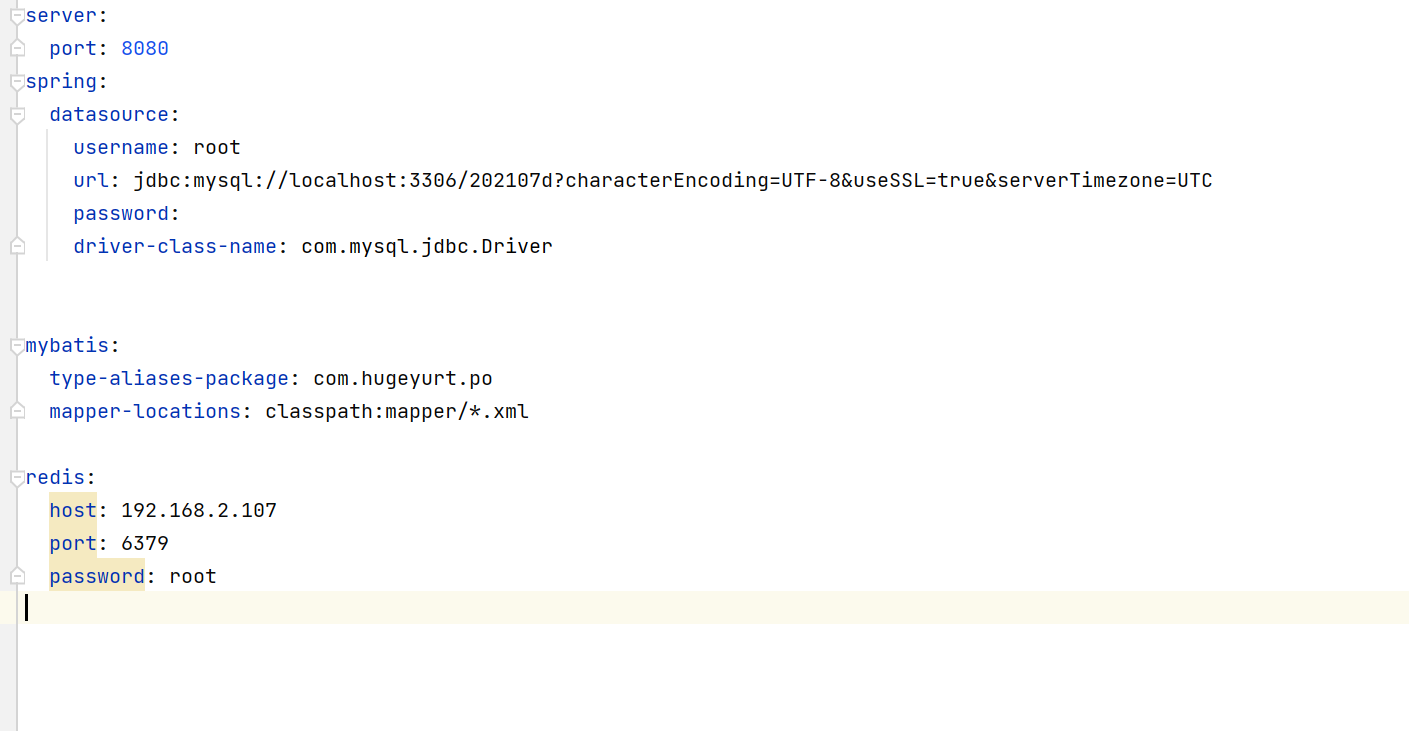 server:
  port: 8080
spring:
  datasource:
    username: root
    url: jdbc:mysql://localhost:3306/202107d?characterEncoding=UTF-8&useSSL=true&serverTimezone=UTC
    password:
    driver-class-name: com.mysql.jdbc.Driver
mybatis:
  type-aliases-package: com.hugeyurt.po
  mapper-locations: classpath:mapper/*.xml
redis:
  host: 192.168.2.107
  port: 6379
  password: root